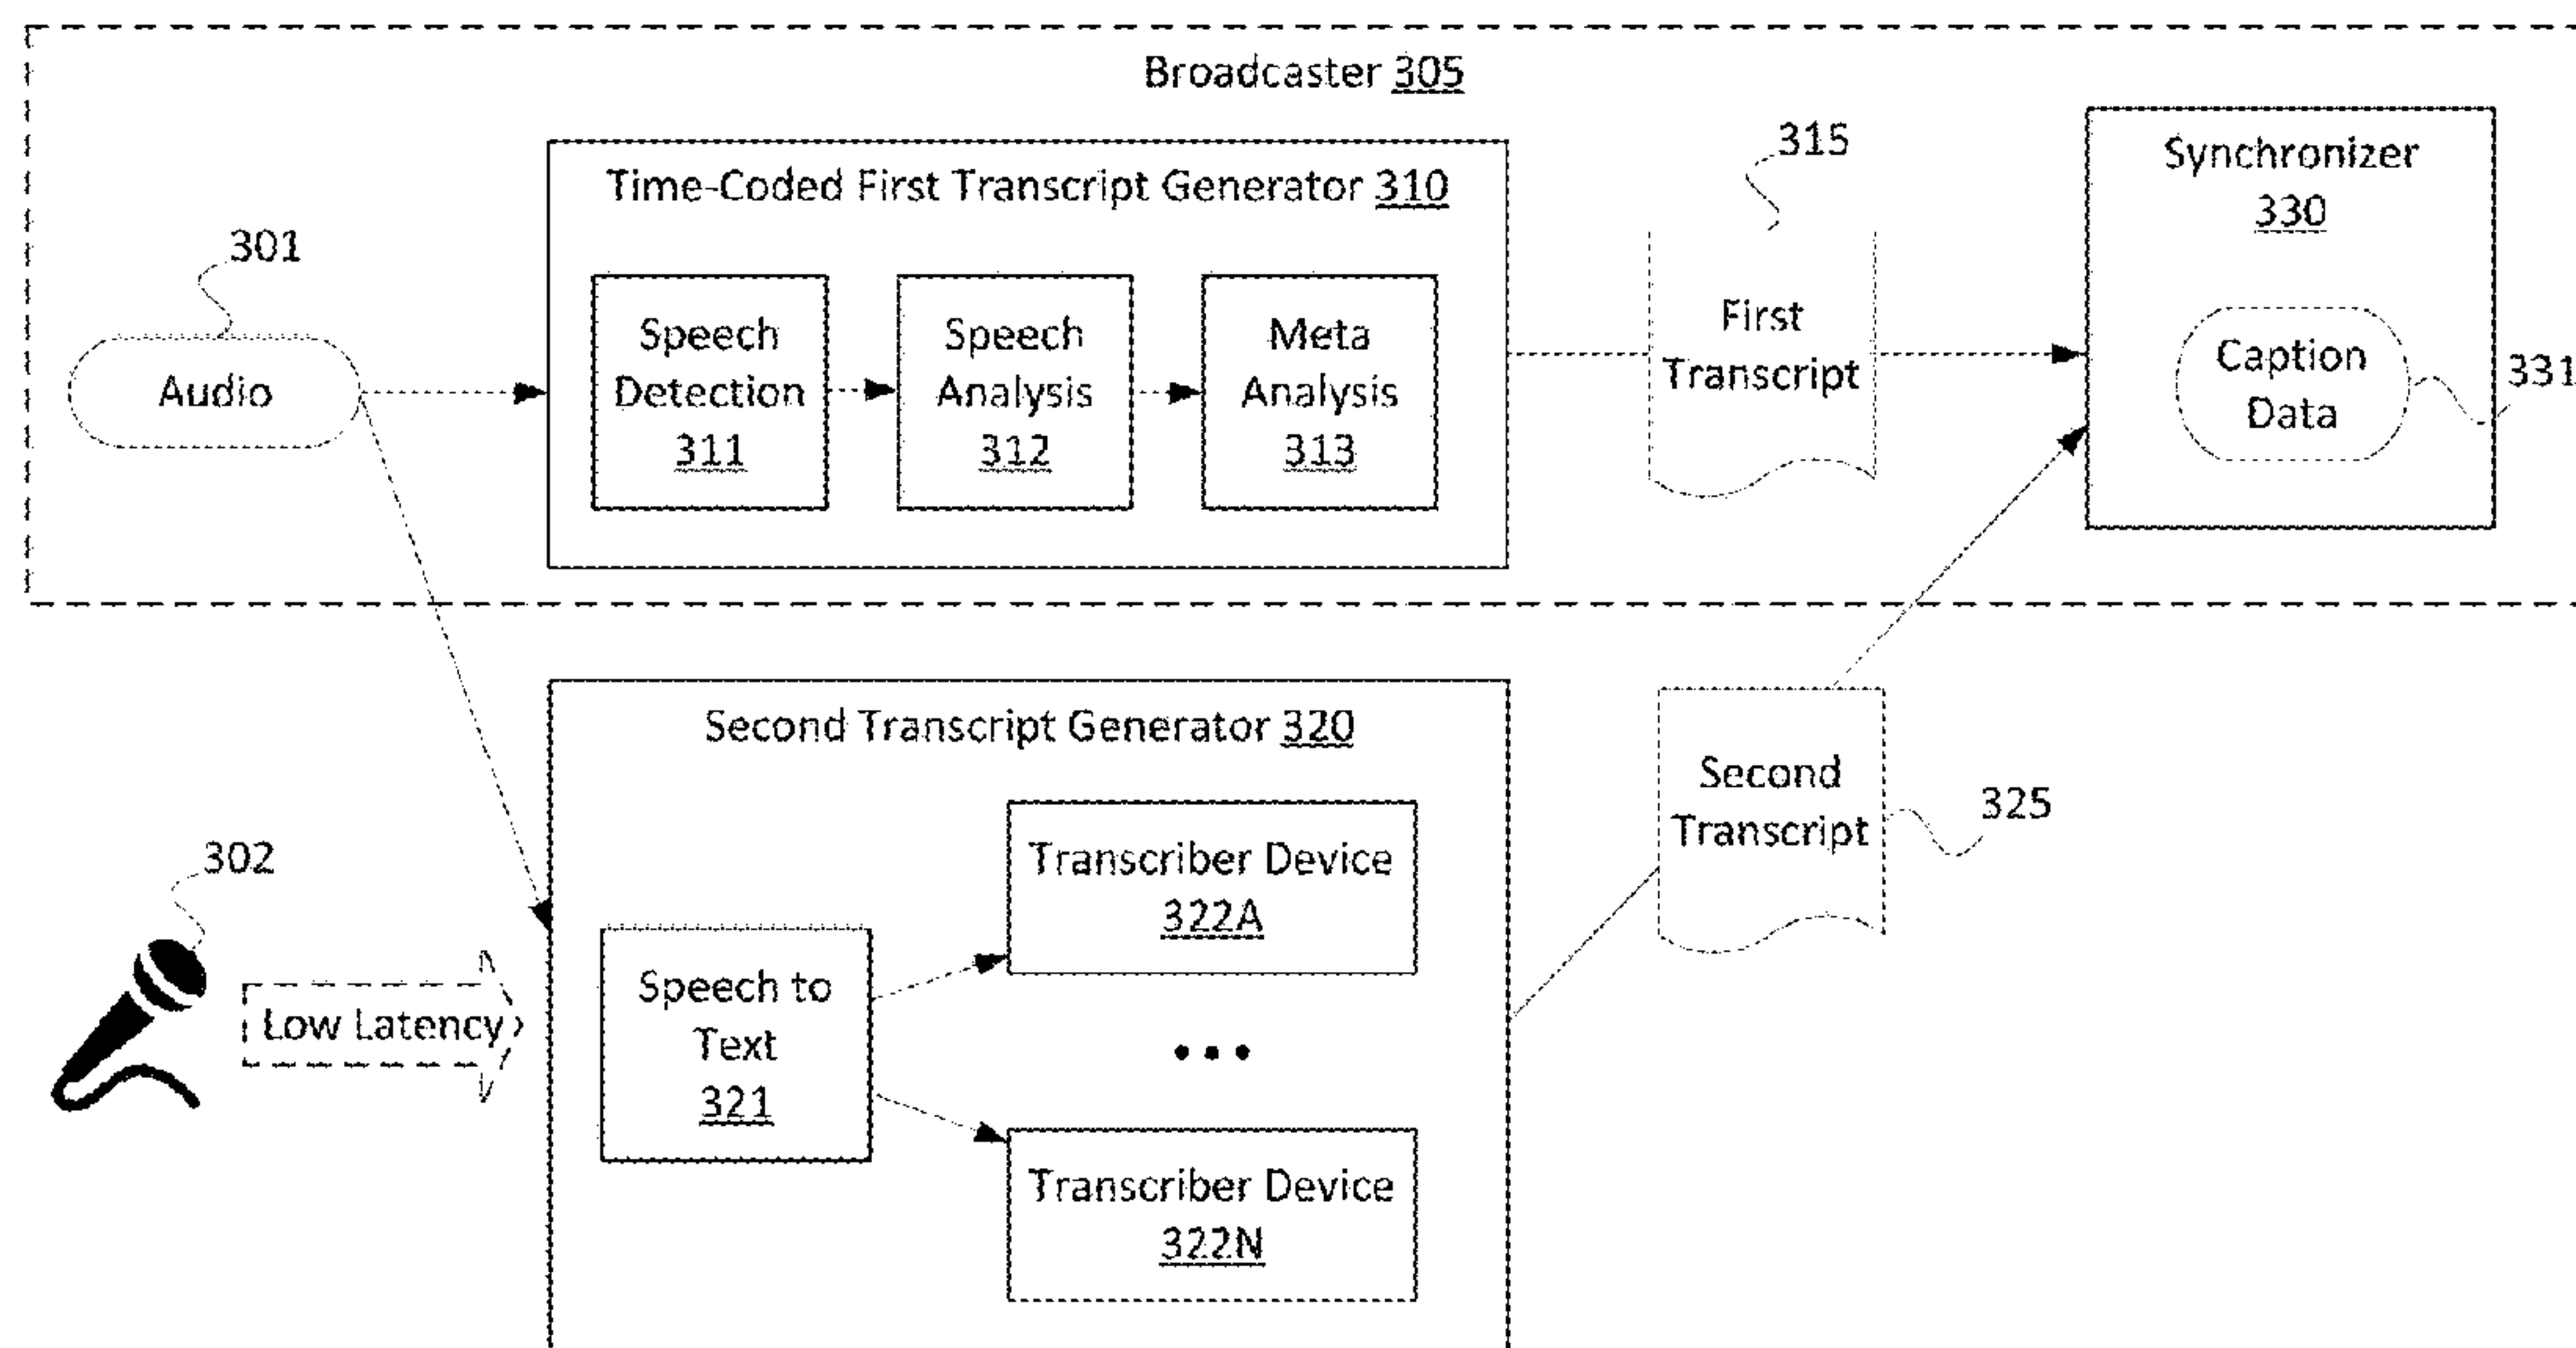 Broadcaster 305
Time-Coded First Transcript Generator 310
301
Audio
Speech
Detection
311
Speech
Analysis
312
Meta
Analysis
313
315
First
Transcript
Synchronizer
330
Caption
Data
331
302
Low Latency
Second Transcript Generator 320
Speech to
Text
321
Transcriber Device
322A
...
Transcriber Device
322N
Second
Transcript
325